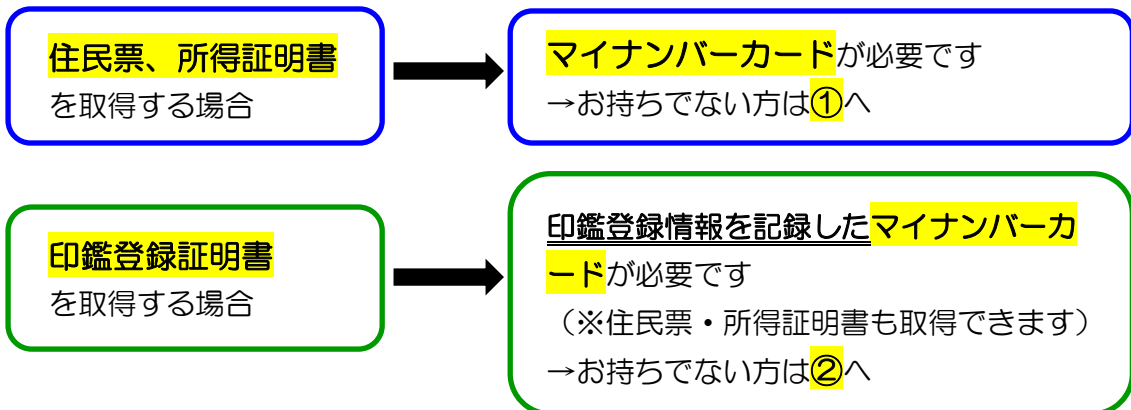 住民票、所得証明書
を取得する場合
マイナンバーカードが必要です
→お持ちでない方は①へ
印鑑登録証明書
を取得する場合
印鑑登録情報を記録したマイナンバーカ
ードが必要です
（※住民票・所得証明書も取得できます）
→お持ちでない方は②へ